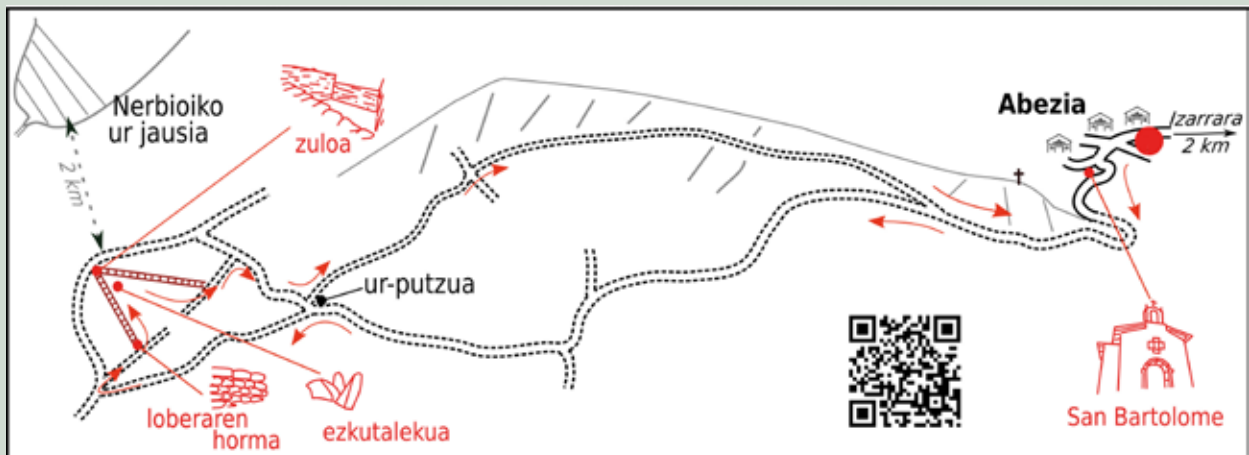 Nerbioiko
ur jausia
2 km
zuloa
Abezia
Izarrara
2 km
ur-putzua
loberaren
horma
ezkutalekua
San Bartolome